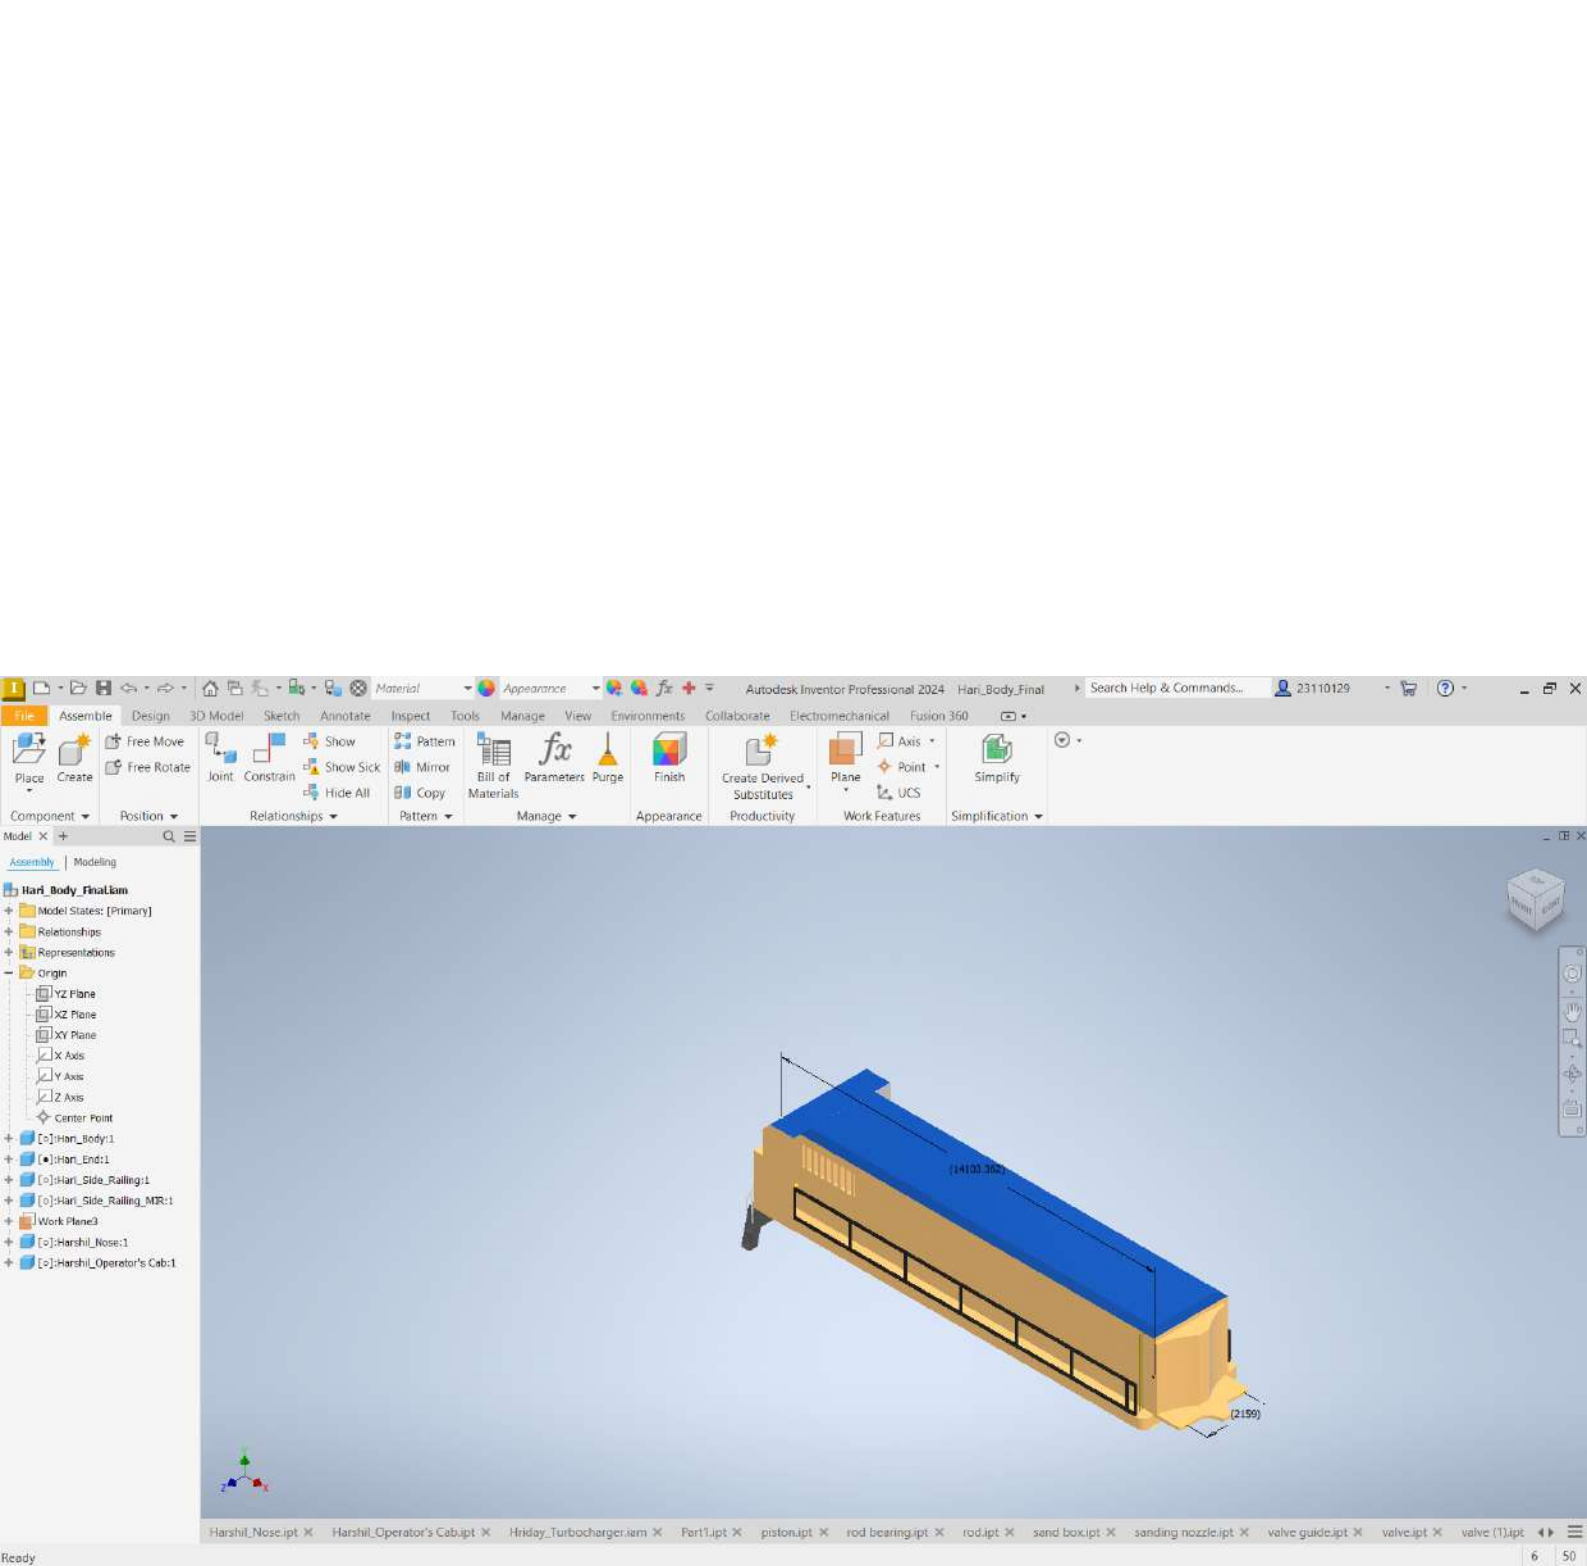 Material Appearance Autodesk Inventor Professional 2024 Hari_Body_Final Search Help & Commands... 23110129
File Assemble Design 3D Model Sketch Annotate Inspect Tools Manage View Environments Collaborate Electromechanical Fusion 360
Place Create Free Move Free Rotate Joint Constrain Show Show Sick Hide All Pattern Mirror Copy Bill of Materials fx Parameters Purge Finish Create Derived Substitutes Plane Axis Point UCS Simplify
Component Position Relationships Pattern Manage Appearance Productivity Work Features Simplification
Model × +
Assembly | Modeling
Hari_Body_Final.iam
Model States: [Primary]
Relationships
Representations
Origin
YZ Plane
XZ Plane
XY Plane
X Axis
Y Axis
Z Axis
Center Point
[○]:Hari_Body:1
[●]:Hari_End:1
[○]:Hari_Side_Railing:1
[○]:Hari_Side_Railing_MIR:1
Work Plane3
[○]:Harshil_Nose:1
[○]:Harshil_Operator's Cab:1
(14103.362)
(2159)
Y
Z X
Harshil_Nose.ipt × Harshil_Operator's Cab.ipt × Hriday_Turbocharger.iam × Part1.ipt × piston.ipt × rod bearing.ipt × rod.ipt × sand box.ipt × sanding nozzle.ipt × valve guide.ipt × valve.ipt × valve (1).ipt
Ready 6 50